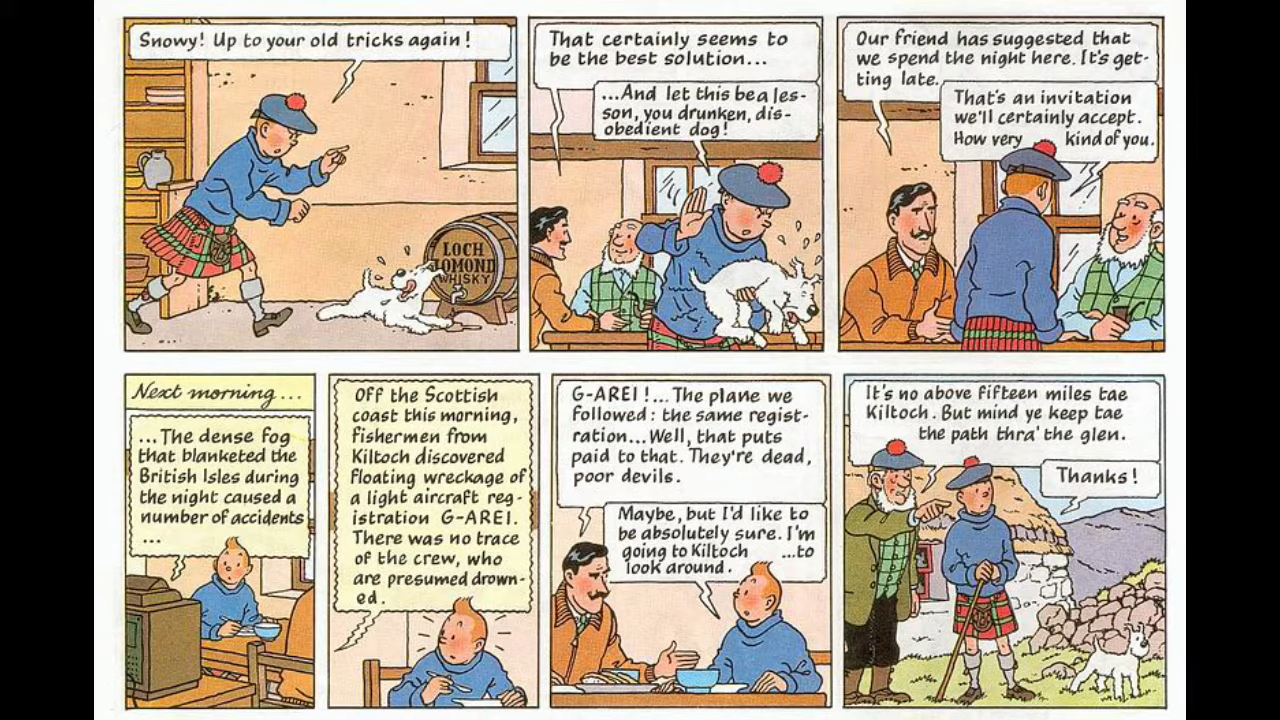 Snowy! Up to your old tricks again!
LOCH
LOMOND
WHISKY
That certainly seems to
be the best solution...
...And let this be a les-
son, you drunken, dis-
obedient dog!
Our friend has suggested that
we spend the night here. It's get-
ting late.
That's an invitation
we'll certainly accept.
How very kind of you.
Next morning...
...The dense fog
that blanketed the
British Isles during
the night caused a
number of accidents
...
Off the Scottish
coast this morning,
fishermen from
Kiltoch discovered
floating wreckage of
a light aircraft reg-
istration G-AREI.
There was no trace
of the crew, who
are presumed drown-
ed.
G-AREI!... The plane we
followed: the same regist-
ration... Well, that puts
paid to that. They're dead,
poor devils.
Maybe, but I'd like to
be absolutely sure. I'm
going to Kiltoch ...to
look around.
It's no above fifteen miles tae
Kiltoch. But mind ye keep tae
the path thra' the glen.
Thanks!